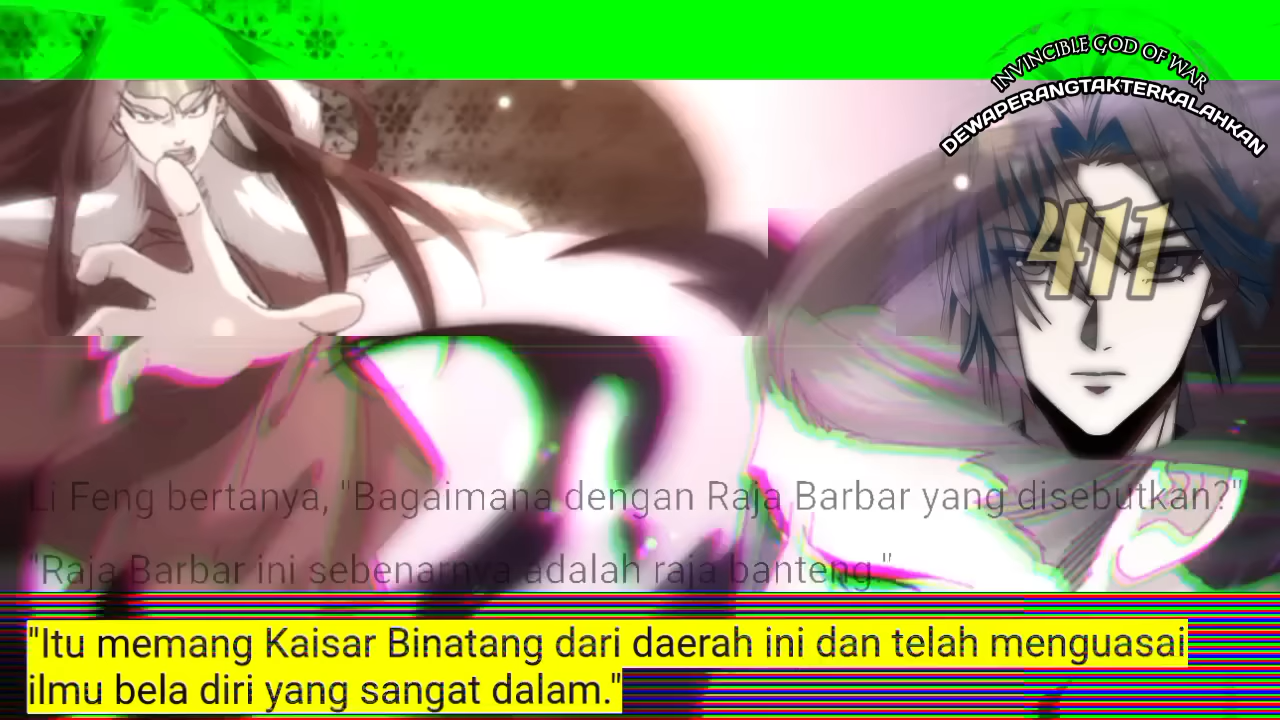 INVINCIBLE GOD OF WAR
DEWAPERANGTAKTERKALAHKAN
411
Li Feng bertanya, "Bagaimana dengan Raja Barbar yang disebutkan?"
"Raja Barbar ini sebenarnya adalah raja banteng."
"Itu memang Kaisar Binatang dari daerah ini dan telah menguasai
ilmu bela diri yang sangat dalam."